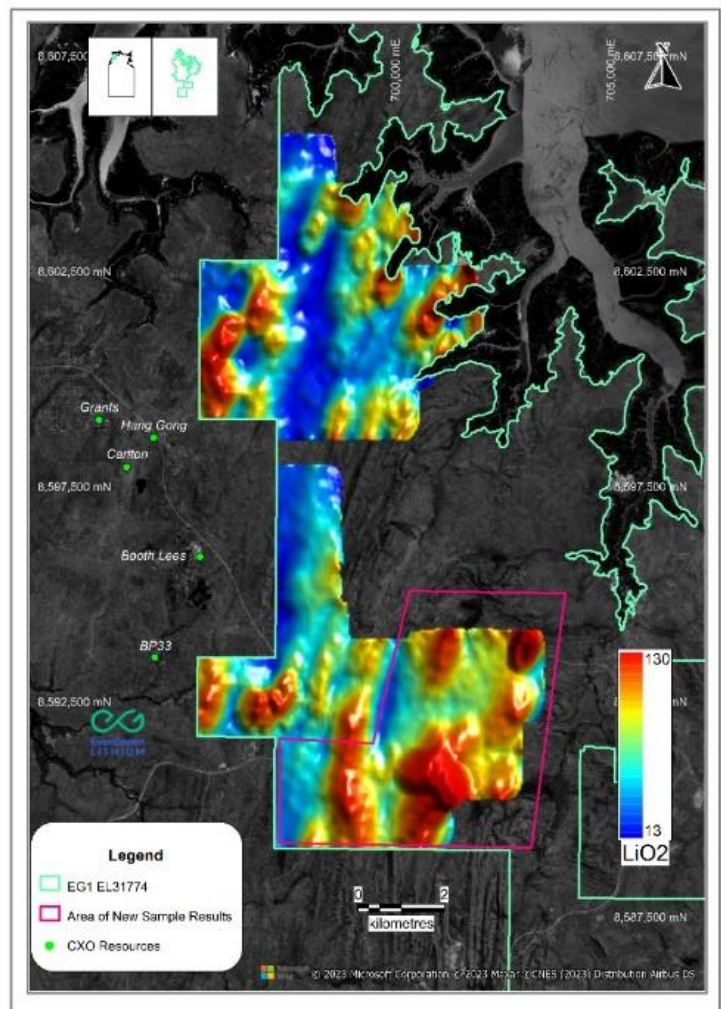 8,607,500 mN
700,000 mE
705,000 mE
8,607,500 mN
8,602,500 mN
8,602,500 mN
Grants
Hang Gong
Carlton
8,597,500 mN
8,597,500 mN
Booth Lees
BP33
130
8,592,500 mN
EverGreen
LITHIUM
13
LiO2
Legend
EG1 EL31774
Area of New Sample Results
CXO Resources
0 2
kilometres
8,587,500 mN
© 2023 Microsoft Corporation © 2023 Maxar ©CNES (2023) Distribution Airbus DS